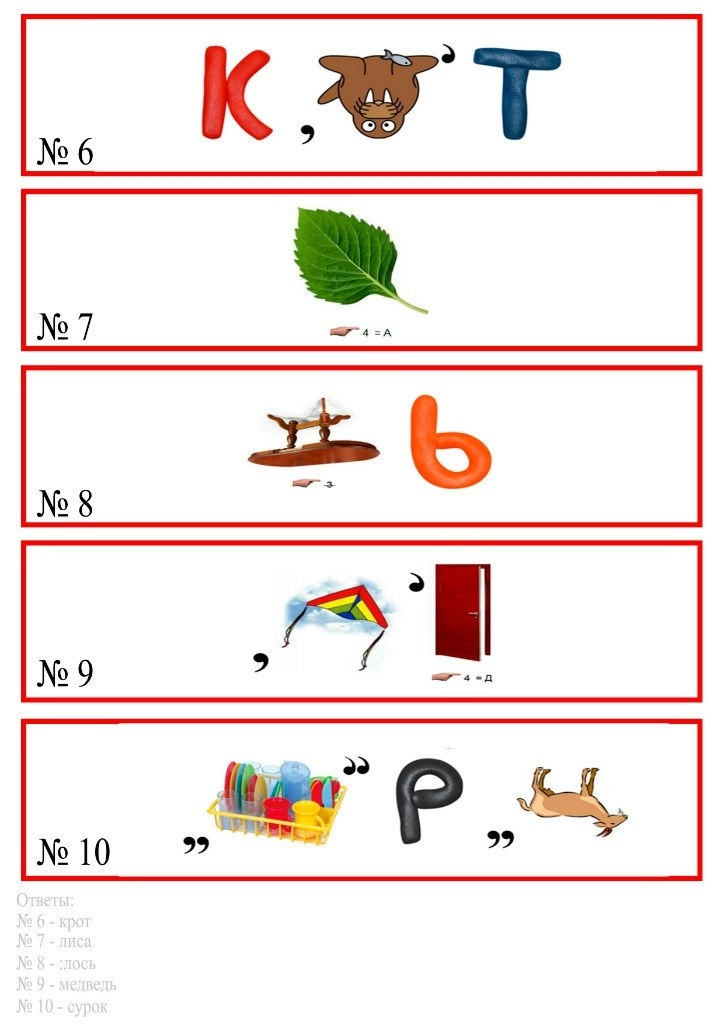 К , ’ Т
№ 6
4 = А
№ 7
Ь
3
№ 8
, ’
4 = Д
№ 9
” Р
” ”
№ 10
Ответы:
№ 6 - крот
№ 7 - лиса
№ 8 - :лось
№ 9 - медведь
№ 10 - сурок